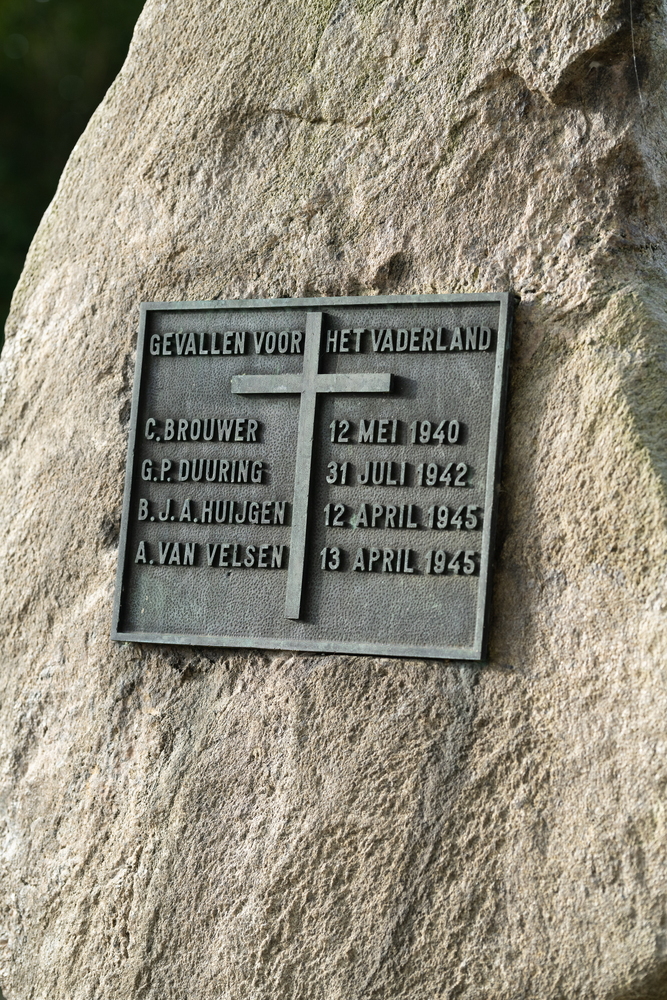 GEVALLEN VOOR HET VADERLAND
C. BROUWER 12 MEI 1940
G.P. DUURING 31 JULI 1942
B.J.A. HUIJGEN 12 APRIL 1945
A. VAN VELSEN 13 APRIL 1945